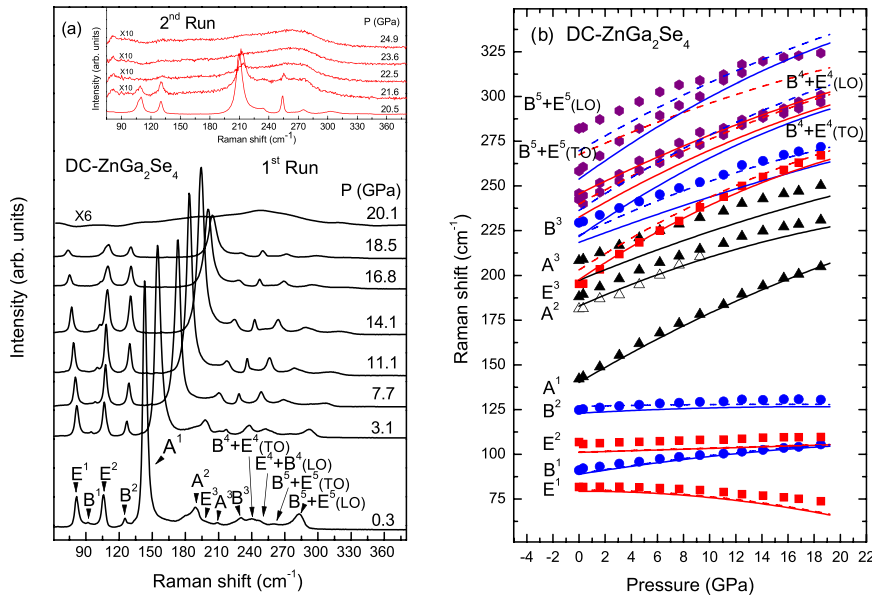 (a)
2nd Run
P (GPa)
X10
24.9
X10
23.6
X10
22.5
X10
21.6
20.5
Intensity (arb. units)
90 120 150 180 210 240 270 300 330 360
Raman shift (cm-1)
DC-ZnGa2Se4
1st Run
P (GPa)
X6
20.1
18.5
16.8
14.1
11.1
7.7
3.1
0.3
E1
B1
E2
B2
A1
A2
E3
A3
B3
B4+E4(TO)
E4+B4(LO)
B5+E5(TO)
B5+E5(LO)
Intensity (arb. units)
90 120 150 180 210 240 270 300 330 360
Raman shift (cm-1)
(b)
DC-ZnGa2Se4
325
300
275
250
225
200
175
150
125
100
75
Raman shift (cm-1)
B4+E4(LO)
B5+E5(LO)
B4+E4(TO)
B5+E5(TO)
B3
A3
E3
A2
A1
B2
E2
B1
E1
-4 -2 0 2 4 6 8 10 12 14 16 18 20 22
Pressure (GPa)